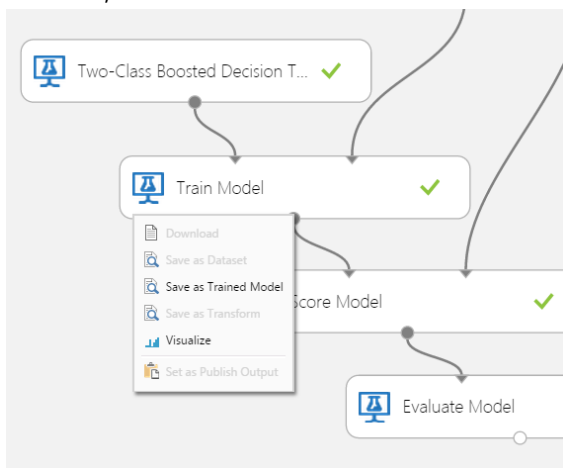 Two-Class Boosted Decision T...
Train Model
Download
Save as Dataset
Save as Trained Model
Score Model
Save as Transform
Visualize
Set as Publish Output
Evaluate Model